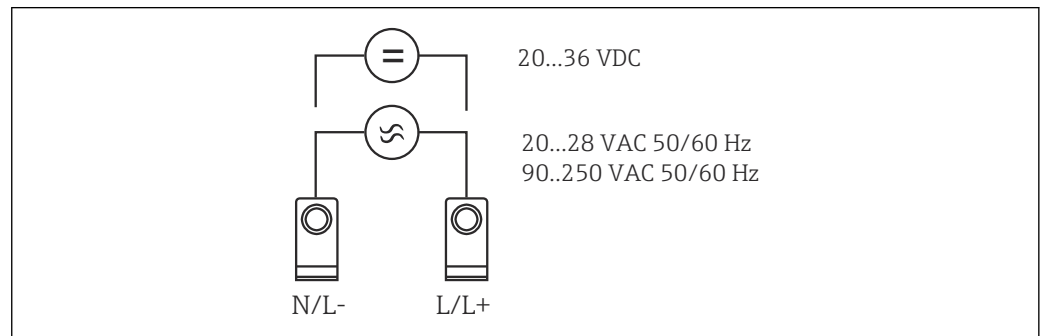 20...36 VDC
20...28 VAC 50/60 Hz
90..250 VAC 50/60 Hz
N/L-
L/L+